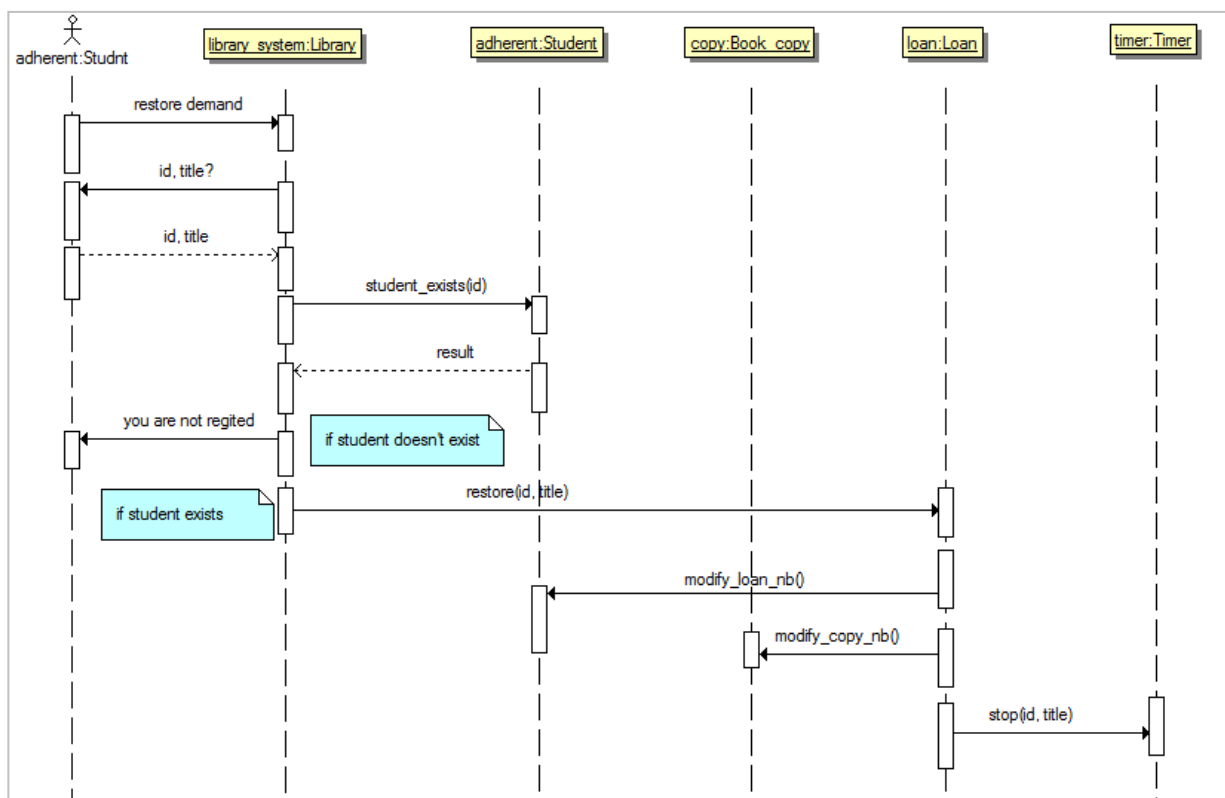 adherent:Studnt
library_system:Library
adherent:Student
copy:Book_copy
loan:Loan
timer:Timer
restore demand
id, title?
id, title
student_exists(id)
result
you are not regited
if student doesn't exist
if student exists
restore(id, title)
modify_loan_nb()
modify_copy_nb()
stop(id, title)